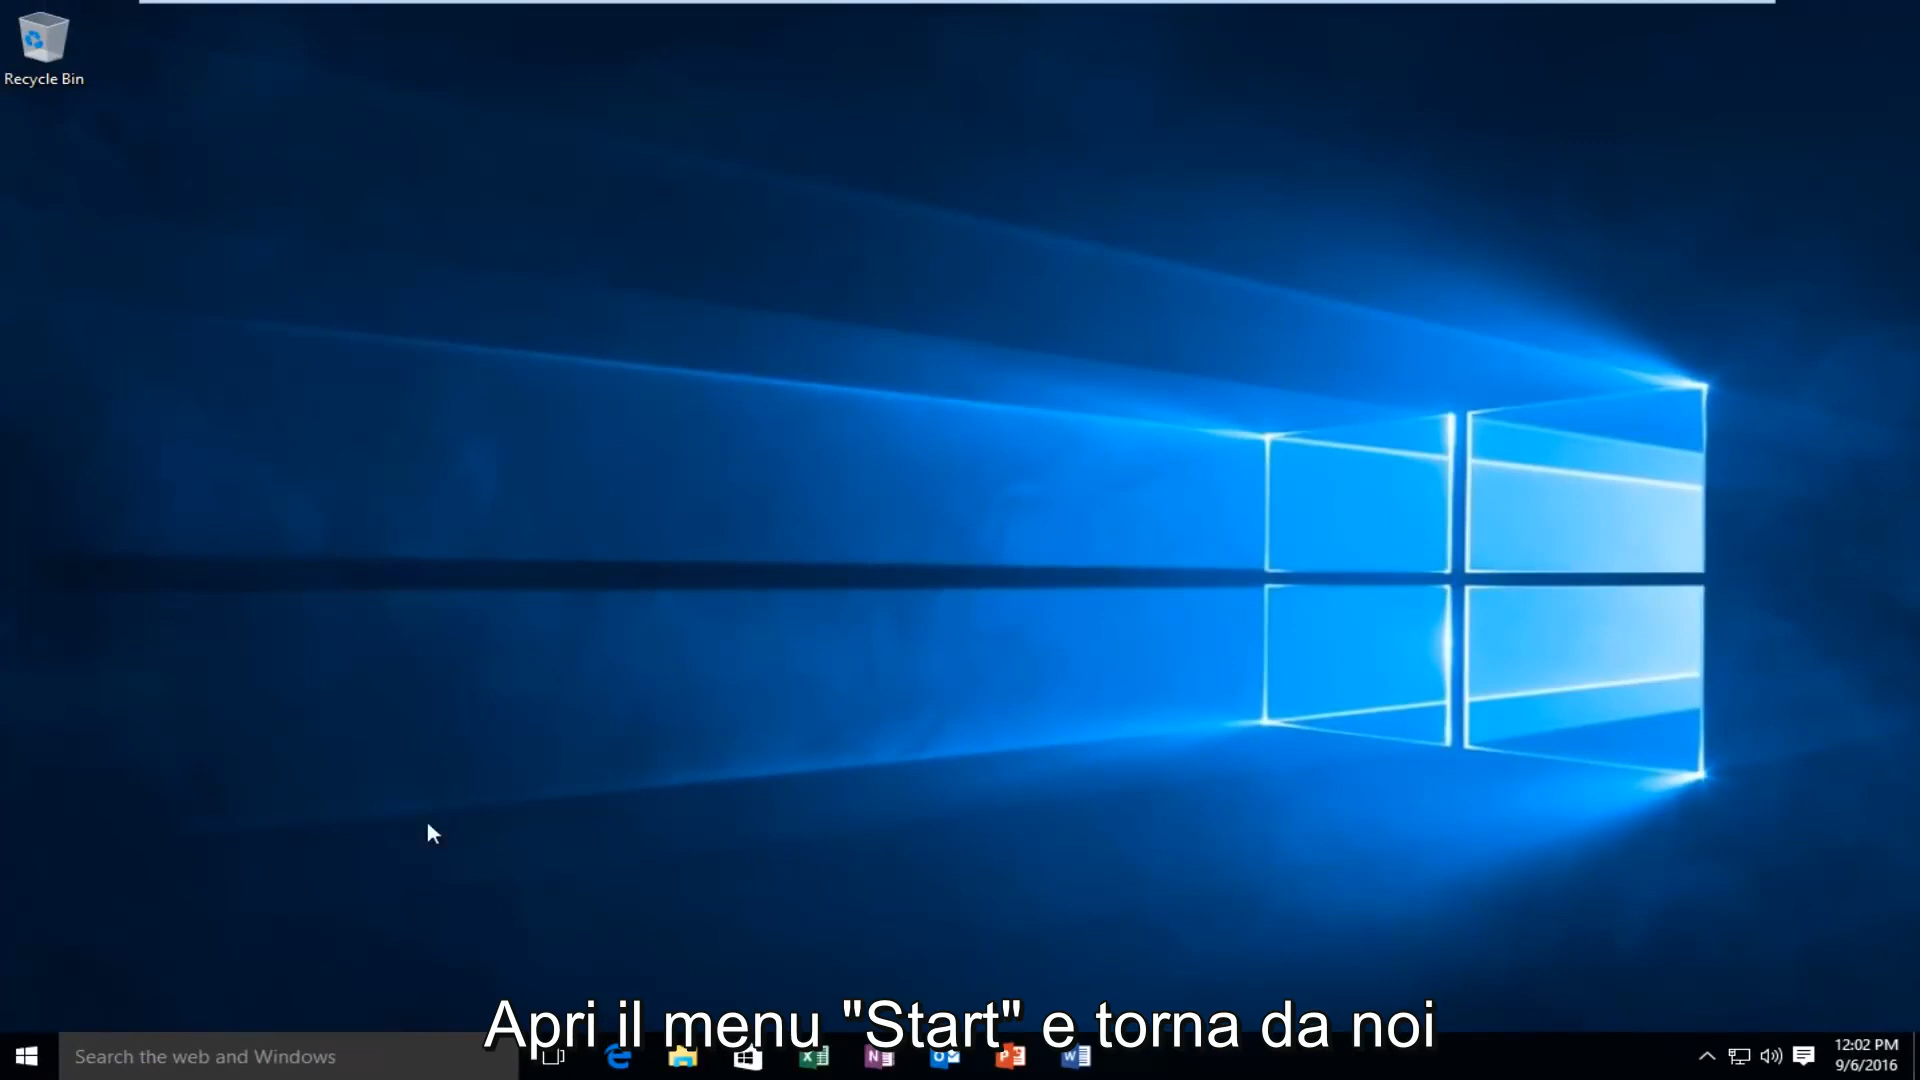 Recycle Bin
Apri il menu "Start" e torna da noi
Search the web and Windows
12:02 PM
9/6/2016